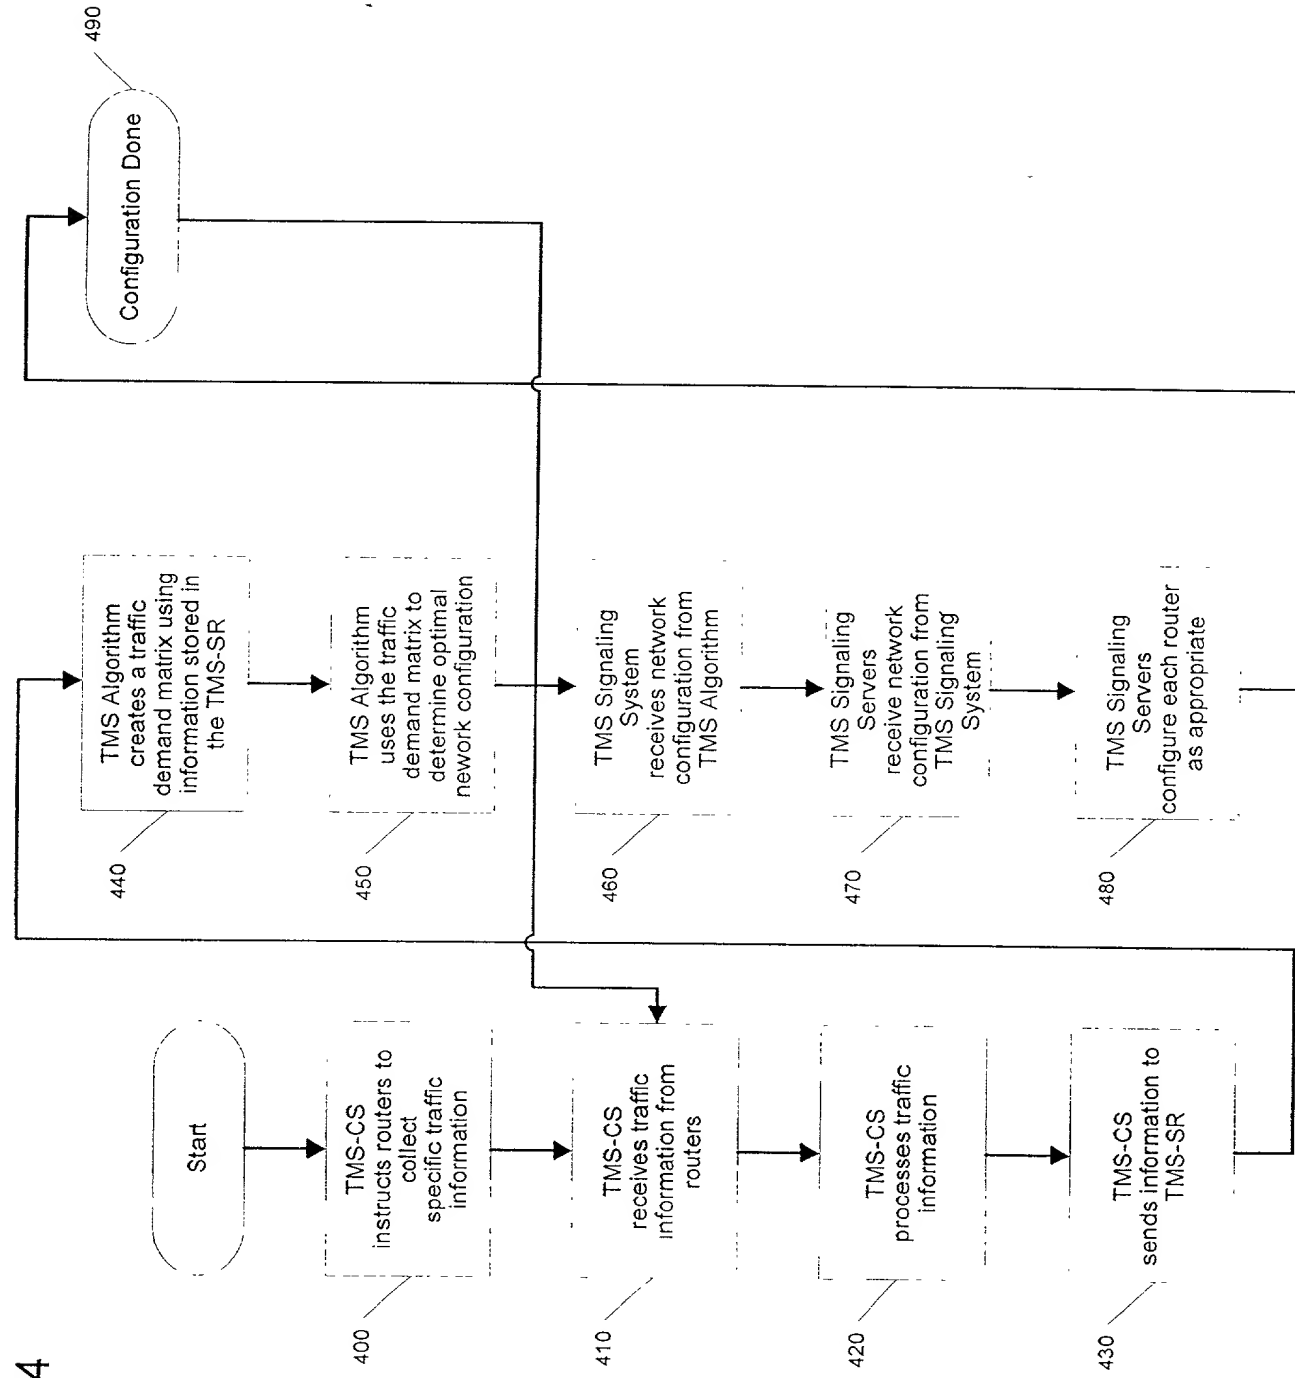 4
Start
TMS-CS
instructs routers to
collect
specific traffic
information
400
TMS-CS
receives traffic
information from
routers
410
TMS-CS
processes traffic
information
420
TMS-CS
sends information to
TMS-SR
430
TMS Algorithm
creates a traffic
demand matrix using
information stored in
the TMS-SR
440
TMS Algorithm
uses the traffic
demand matrix to
determine optimal
nework configuration
450
TMS Signaling
System
receives network
configuration from
TMS Algorithm
460
TMS Signaling
Servers
receive network
configuration from
TMS Signaling
System
470
TMS Signaling
Servers
configure each router
as appropriate
480
Configuration Done
490